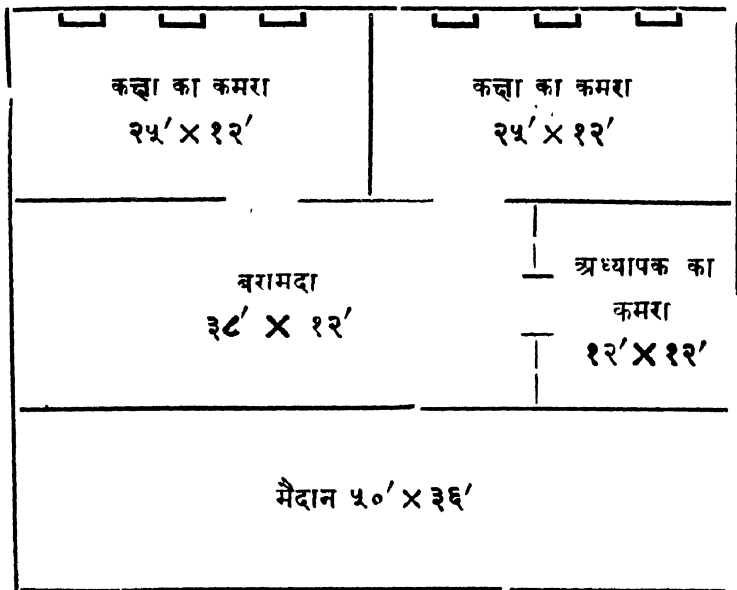 कक्षा का कमरा
२५′ × १२′
कक्षा का कमरा
२५′ × १२′
बरामदा
३८′ × १२′
अध्यापक का
कमरा
१२′ × १२′
मैदान ५०′ × ३६′